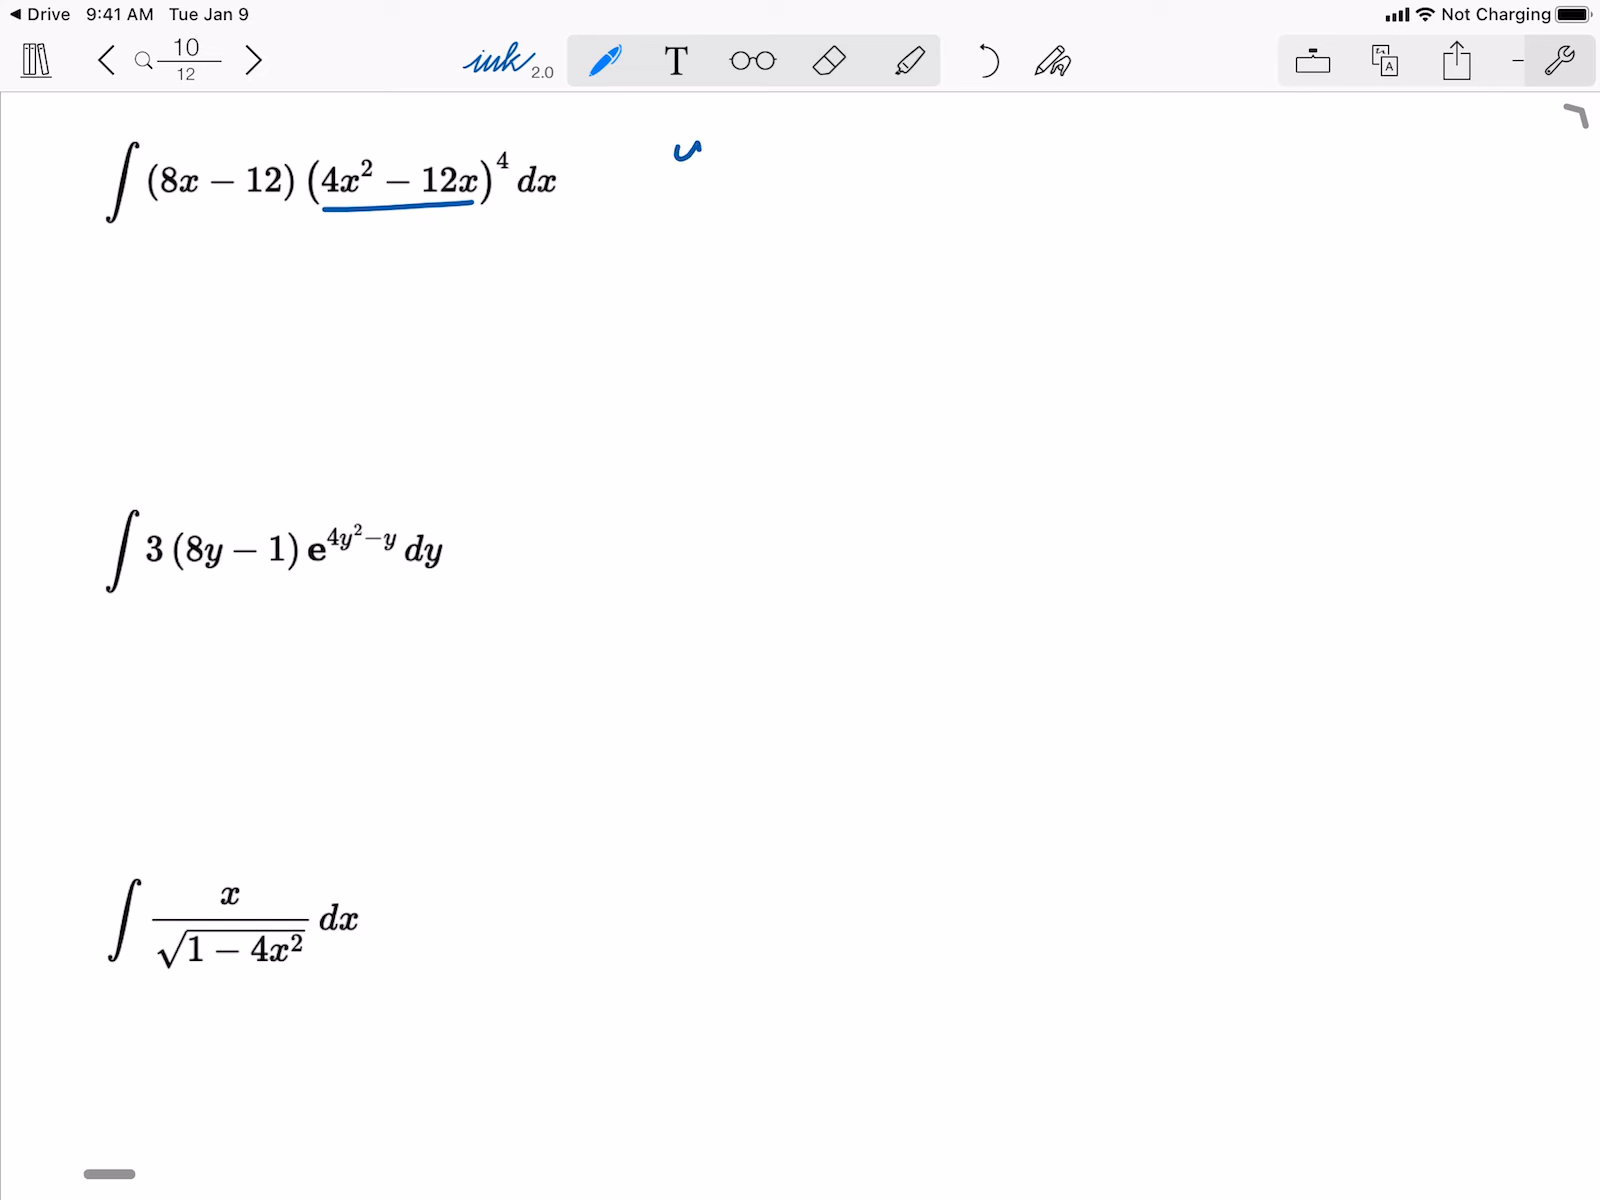 Drive 9:41 AM Tue Jan 9 Not Charging
10
12
ink 2.0 T A
∫ (8x − 12) (4x² − 12x)⁴ dx u
∫ 3 (8y − 1) e^{4y²−y} dy
∫ x / √(1 − 4x²) dx